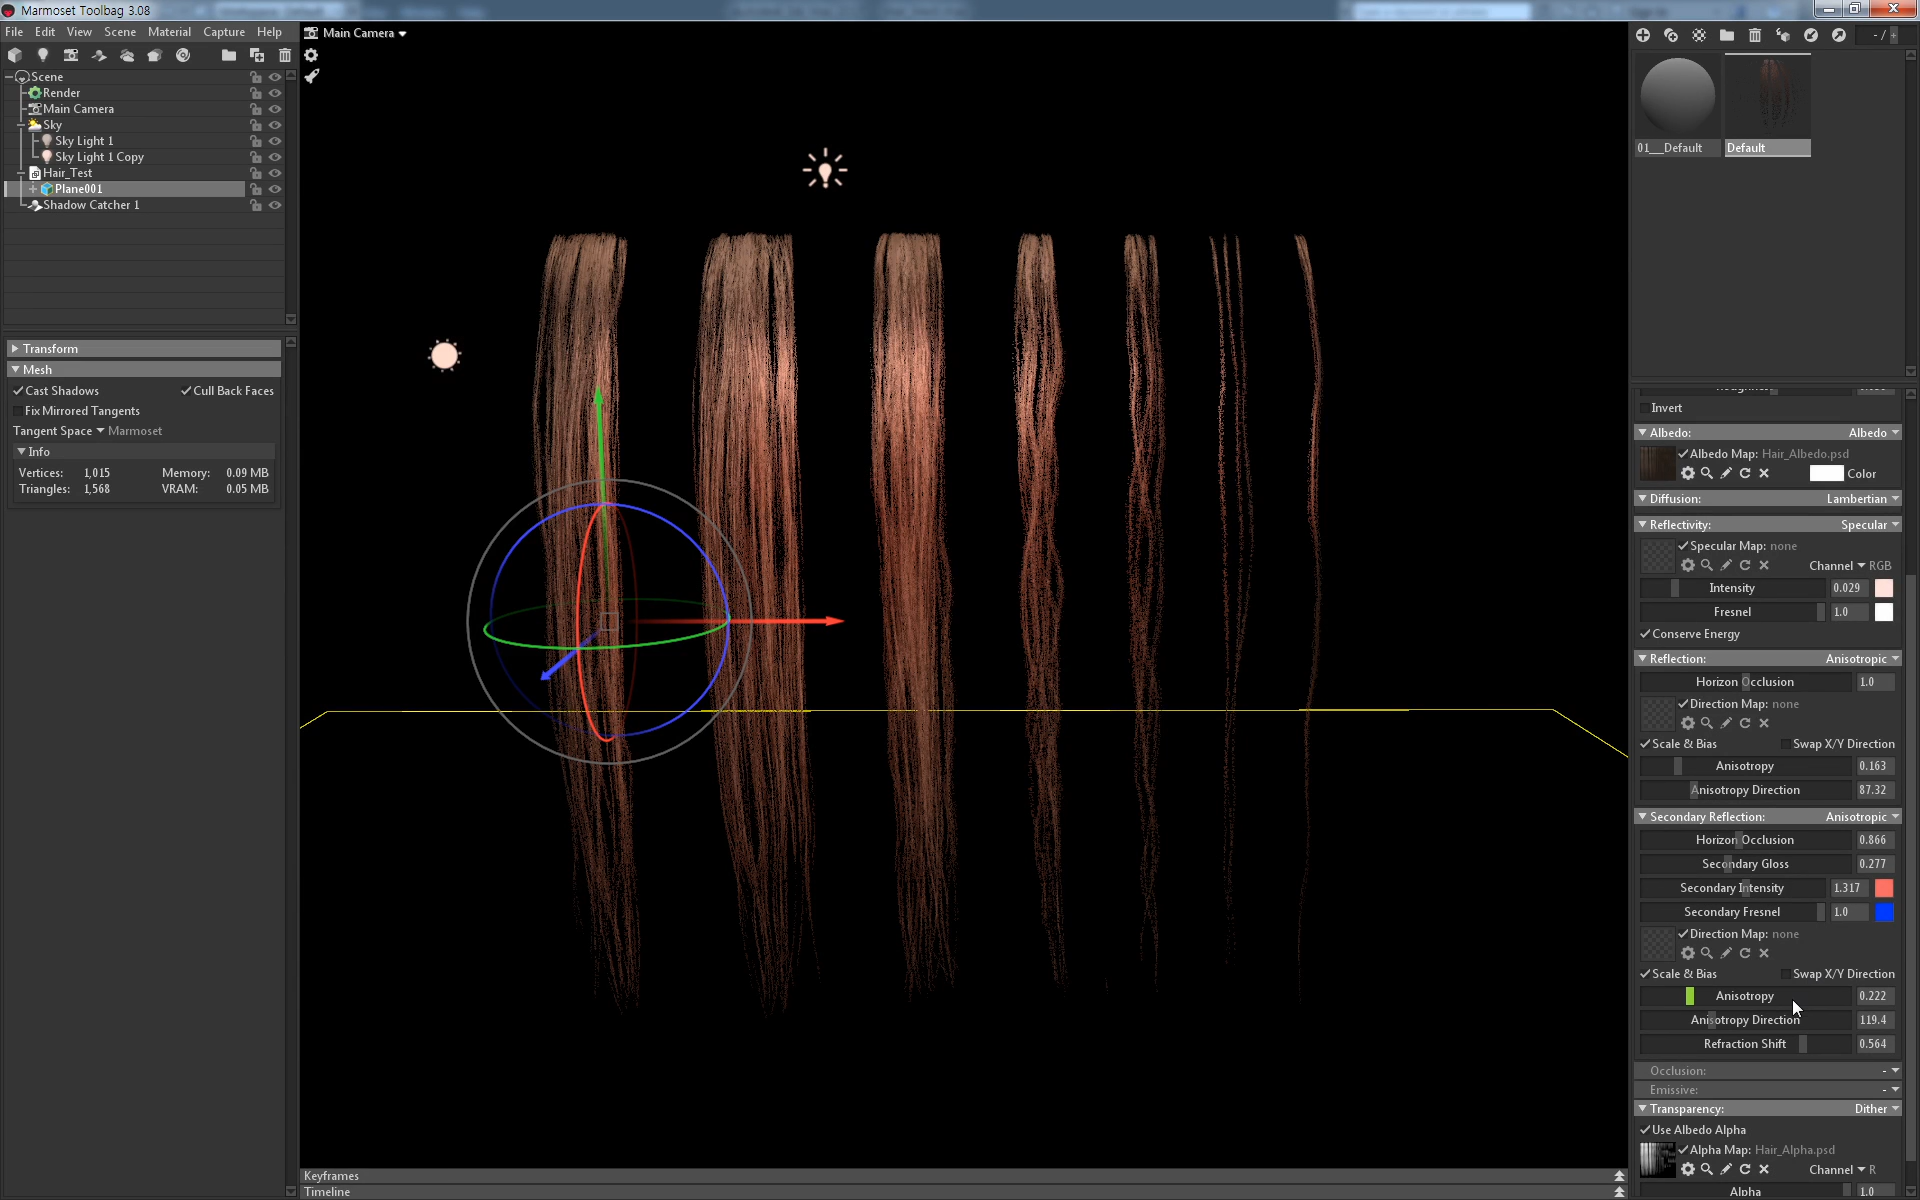 Marmoset Toolbag 3.08
File Edit View Scene Material Capture Help
Main Camera
- / +
Scene
Render
Main Camera
Sky
Sky Light 1
Sky Light 1 Copy
Hair_Test
Plane001
Shadow Catcher 1
Transform
Mesh
Cast Shadows Cull Back Faces
Fix Mirrored Tangents
Tangent Space Marmoset
Info
Vertices: 1,015 Memory: 0.09 MB
Triangles: 1,568 VRAM: 0.05 MB
Keyframes
Timeline
01__Default Default
Invert
Albedo: Albedo
Albedo Map: Hair_Albedo.psd
Color
Diffusion: Lambertian
Reflectivity: Specular
Specular Map: none
Channel RGB
Intensity 0.029
Fresnel 1.0
Conserve Energy
Reflection: Anisotropic
Horizon Occlusion 1.0
Direction Map: none
Scale & Bias Swap X/Y Direction
Anisotropy 0.163
Anisotropy Direction 87.32
Secondary Reflection: Anisotropic
Horizon Occlusion 0.866
Secondary Gloss 0.277
Secondary Intensity 1.317
Secondary Fresnel 1.0
Direction Map: none
Scale & Bias Swap X/Y Direction
Anisotropy 0.222
Anisotropy Direction 119.4
Refraction Shift 0.564
Occlusion: -
Emissive: -
Transparency: Dither
Use Albedo Alpha
Alpha Map: Hair_Alpha.psd
Channel R
Alpha 1.0